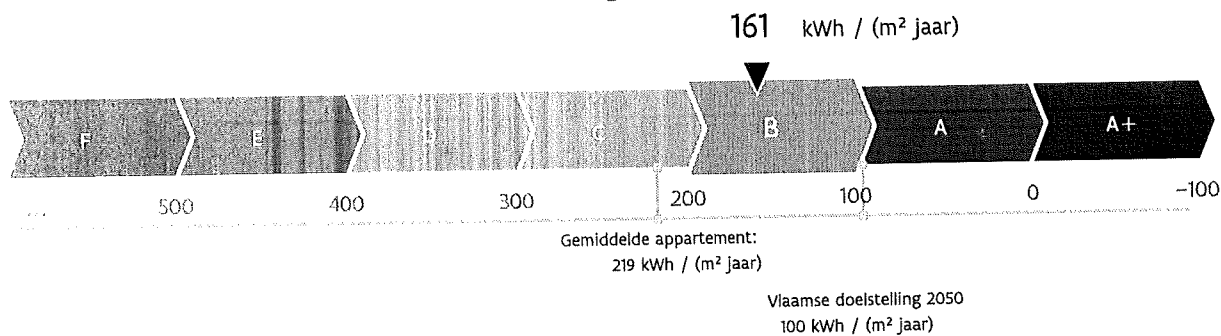 161 kWh / (m² jaar)
F E D C B A A+
... 500 400 300 200 100 0 −100
Gemiddelde appartement:
219 kWh / (m² jaar)
Vlaamse doelstelling 2050
100 kWh / (m² jaar)